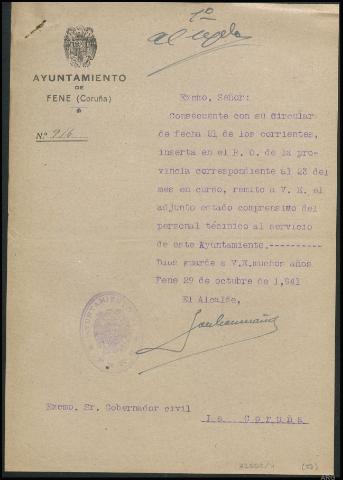 1º
AYUNTAMIENTO
DE
FENE (Coruña)
N.º 916
Excmo, Señor:
Consecuente con su Circular
de fecha 21 de los corrientes,
inserta en el B. O. de la pro-
vincia correspondiente al 23 del
mes en curso, remito a V. E. el
adjunto estado comprensivo del
personal técinico al servicio
de este Ayuntamiento.----------
Dios guarde a V.E.muchos años
Fene 29 de octubre de 1,941
El Alcalde,
AYUNTAMIENTO
Excmo. Sr. Gobernador civil
La Coruña